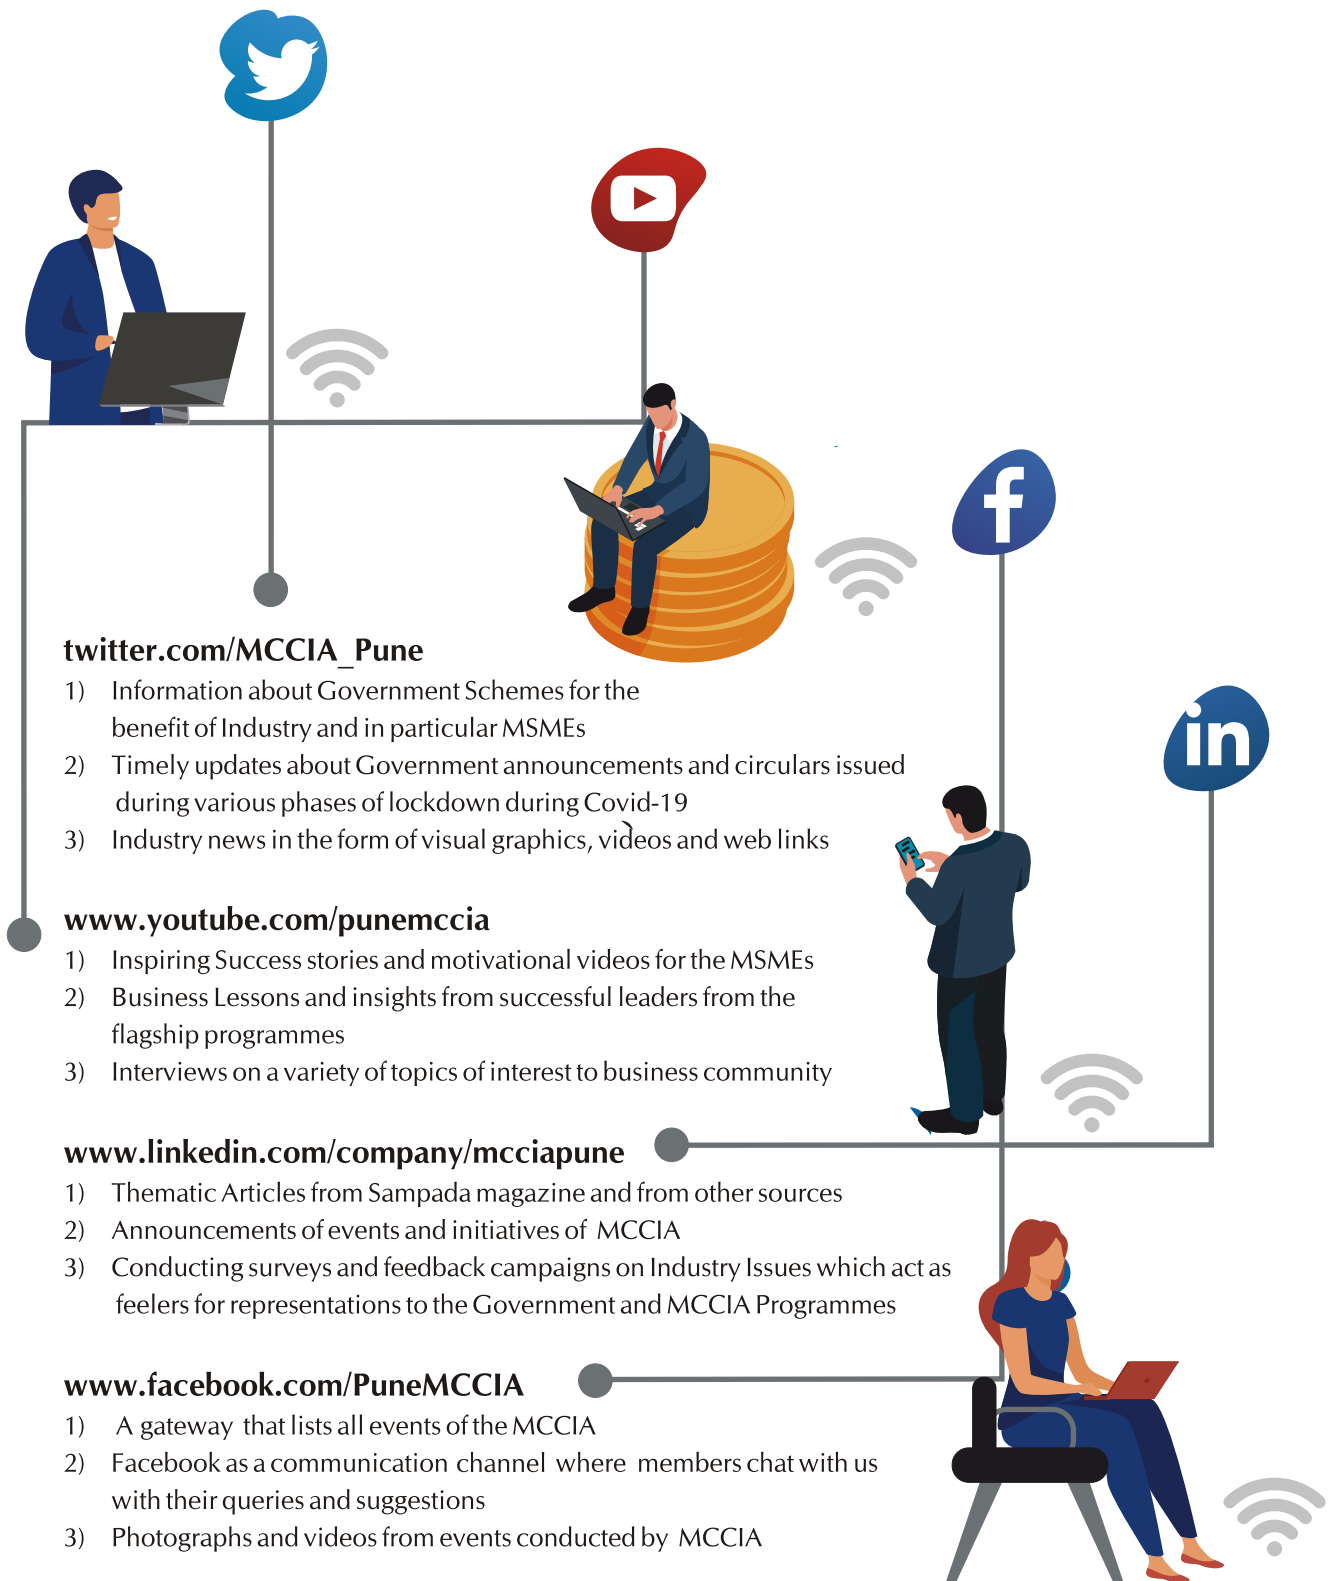 twitter.com/MCCIA_Pune
1) Information about Government Schemes for the
benefit of Industry and in particular MSMEs
2) Timely updates about Government announcements and circulars issued
during various phases of lockdown during Covid-19
3) Industry news in the form of visual graphics, videos and web links
www.youtube.com/punemccia
1) Inspiring Success stories and motivational videos for the MSMEs
2) Business Lessons and insights from successful leaders from the
flagship programmes
3) Interviews on a variety of topics of interest to business community
www.linkedin.com/company/mcciapune
1) Thematic Articles from Sampada magazine and from other sources
2) Announcements of events and initiatives of MCCIA
3) Conducting surveys and feedback campaigns on Industry Issues which act as
feelers for representations to the Government and MCCIA Programmes
www.facebook.com/PuneMCCIA
1) A gateway that lists all events of the MCCIA
2) Facebook as a communication channel where members chat with us
with their queries and suggestions
3) Photographs and videos from events conducted by MCCIA
f
in